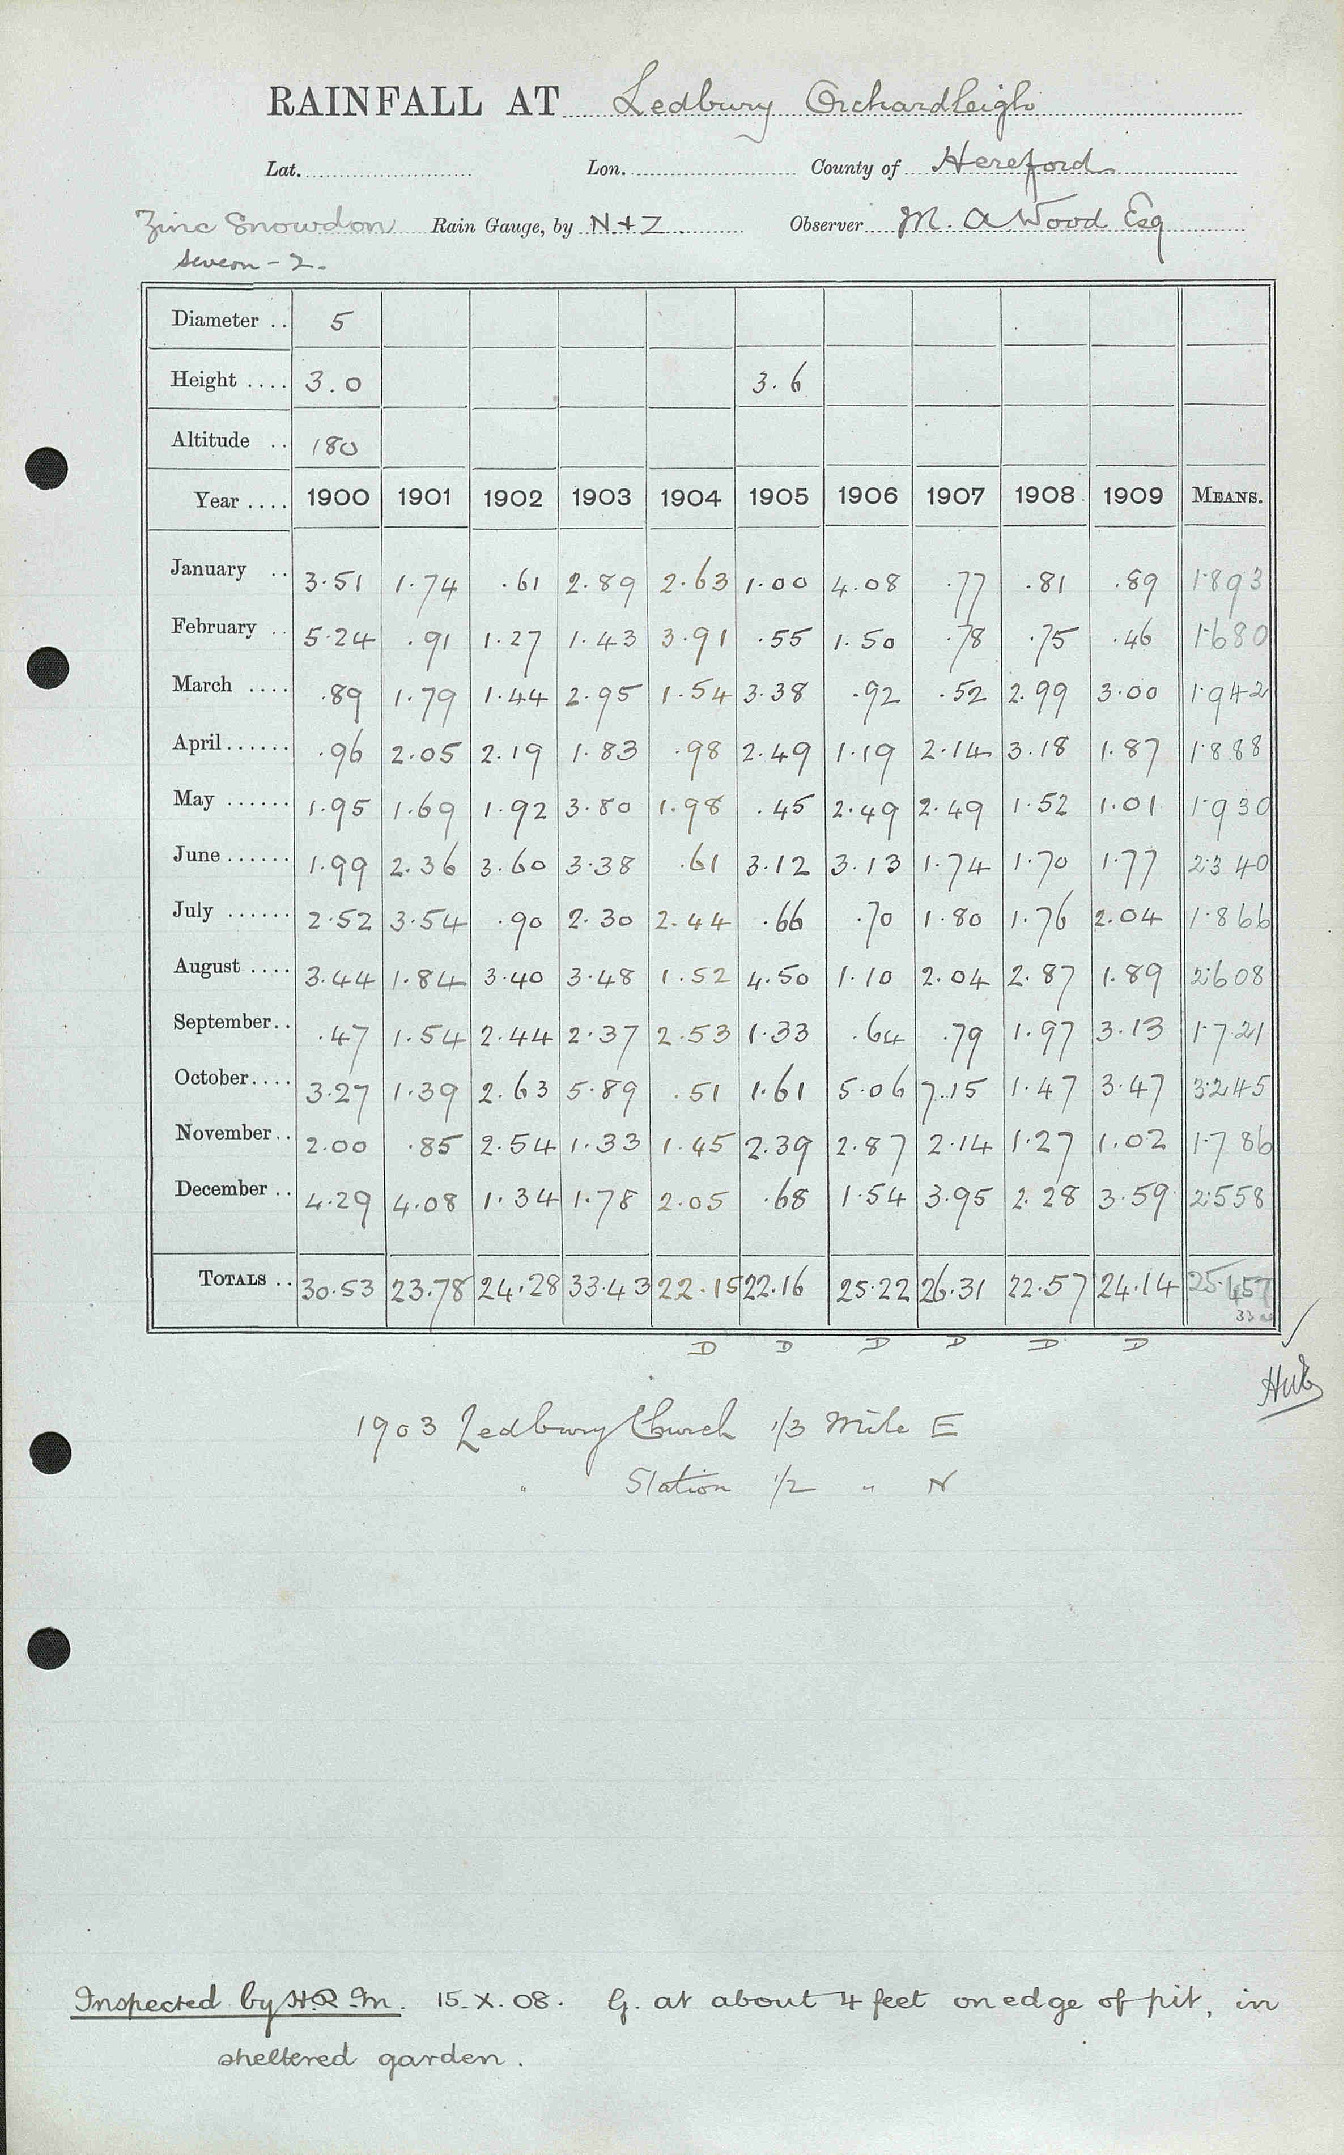 RAINFALL AT Ledbury Orchardleigh
Lat. Lon. County of Hereford
Zinc Snowdon Rain Gauge, by N+Z Observer M. A Wood Esq
Diameter .. 5
Height .... 3.0 3.6
Altitude .. 180
Year .... 1900 1901 1902 1903 1904 1905 1906 1907 1908 1909 MEANS.
January .. 3.51 1.74 .61 2.89 2.63 1.00 4.08 .77 .81 .89 1.893
February .. 5.24 .91 1.27 1.43 3.91 .55 1.50 .78 .75 .46 1.680
March .... .89 1.79 1.44 2.95 1.54 3.38 .92 .52 2.99 3.00 1.942
April...... .96 2.05 2.19 1.83 .98 2.49 1.19 2.14 3.18 1.87 1.888
May ...... 1.95 1.69 1.92 3.80 1.98 .45 2.49 2.49 1.52 1.01 1.930
June ...... 1.99 2.36 3.60 3.38 .61 3.12 3.13 1.74 1.70 1.77 2.340
July ...... 2.52 3.54 .90 2.30 2.44 .66 .70 1.80 1.76 2.04 1.866
August .... 3.44 1.84 3.40 3.48 1.52 4.50 1.10 2.04 2.87 1.89 2.608
September.. .47 1.54 2.44 2.37 2.53 1.33 .64 .79 1.97 3.13 1.721
October.... 3.27 1.39 2.63 5.89 .51 1.61 5.06 7.15 1.47 3.47 3.245
November.. 2.00 .85 2.54 1.33 1.45 2.39 2.87 2.14 1.27 1.02 1.786
December .. 4.29 4.08 1.34 1.78 2.05 .68 1.54 3.95 2.28 3.59 2.558
TOTALS .. 30.53 23.78 24.28 33.43 22.15 22.16 25.22 26.31 22.57 24.14 25.457
D D D D D D
1903 Ledbury Church 1/3 Mile E
" Station 1/2 " N
Inspected by H.R.M. 15.X.08. G. at about 4 feet on edge of pit, in
sheltered garden.